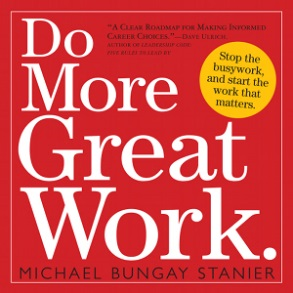 Do
More
Great
Work.
"A Clear Roadmap for Making Informed
Career Choices."—Dave Ulrich,
AUTHOR OF LEADERSHIP CODE
Stop the
busywork,
and start the
work that
matters.
MICHAEL BUNGAY STANIER